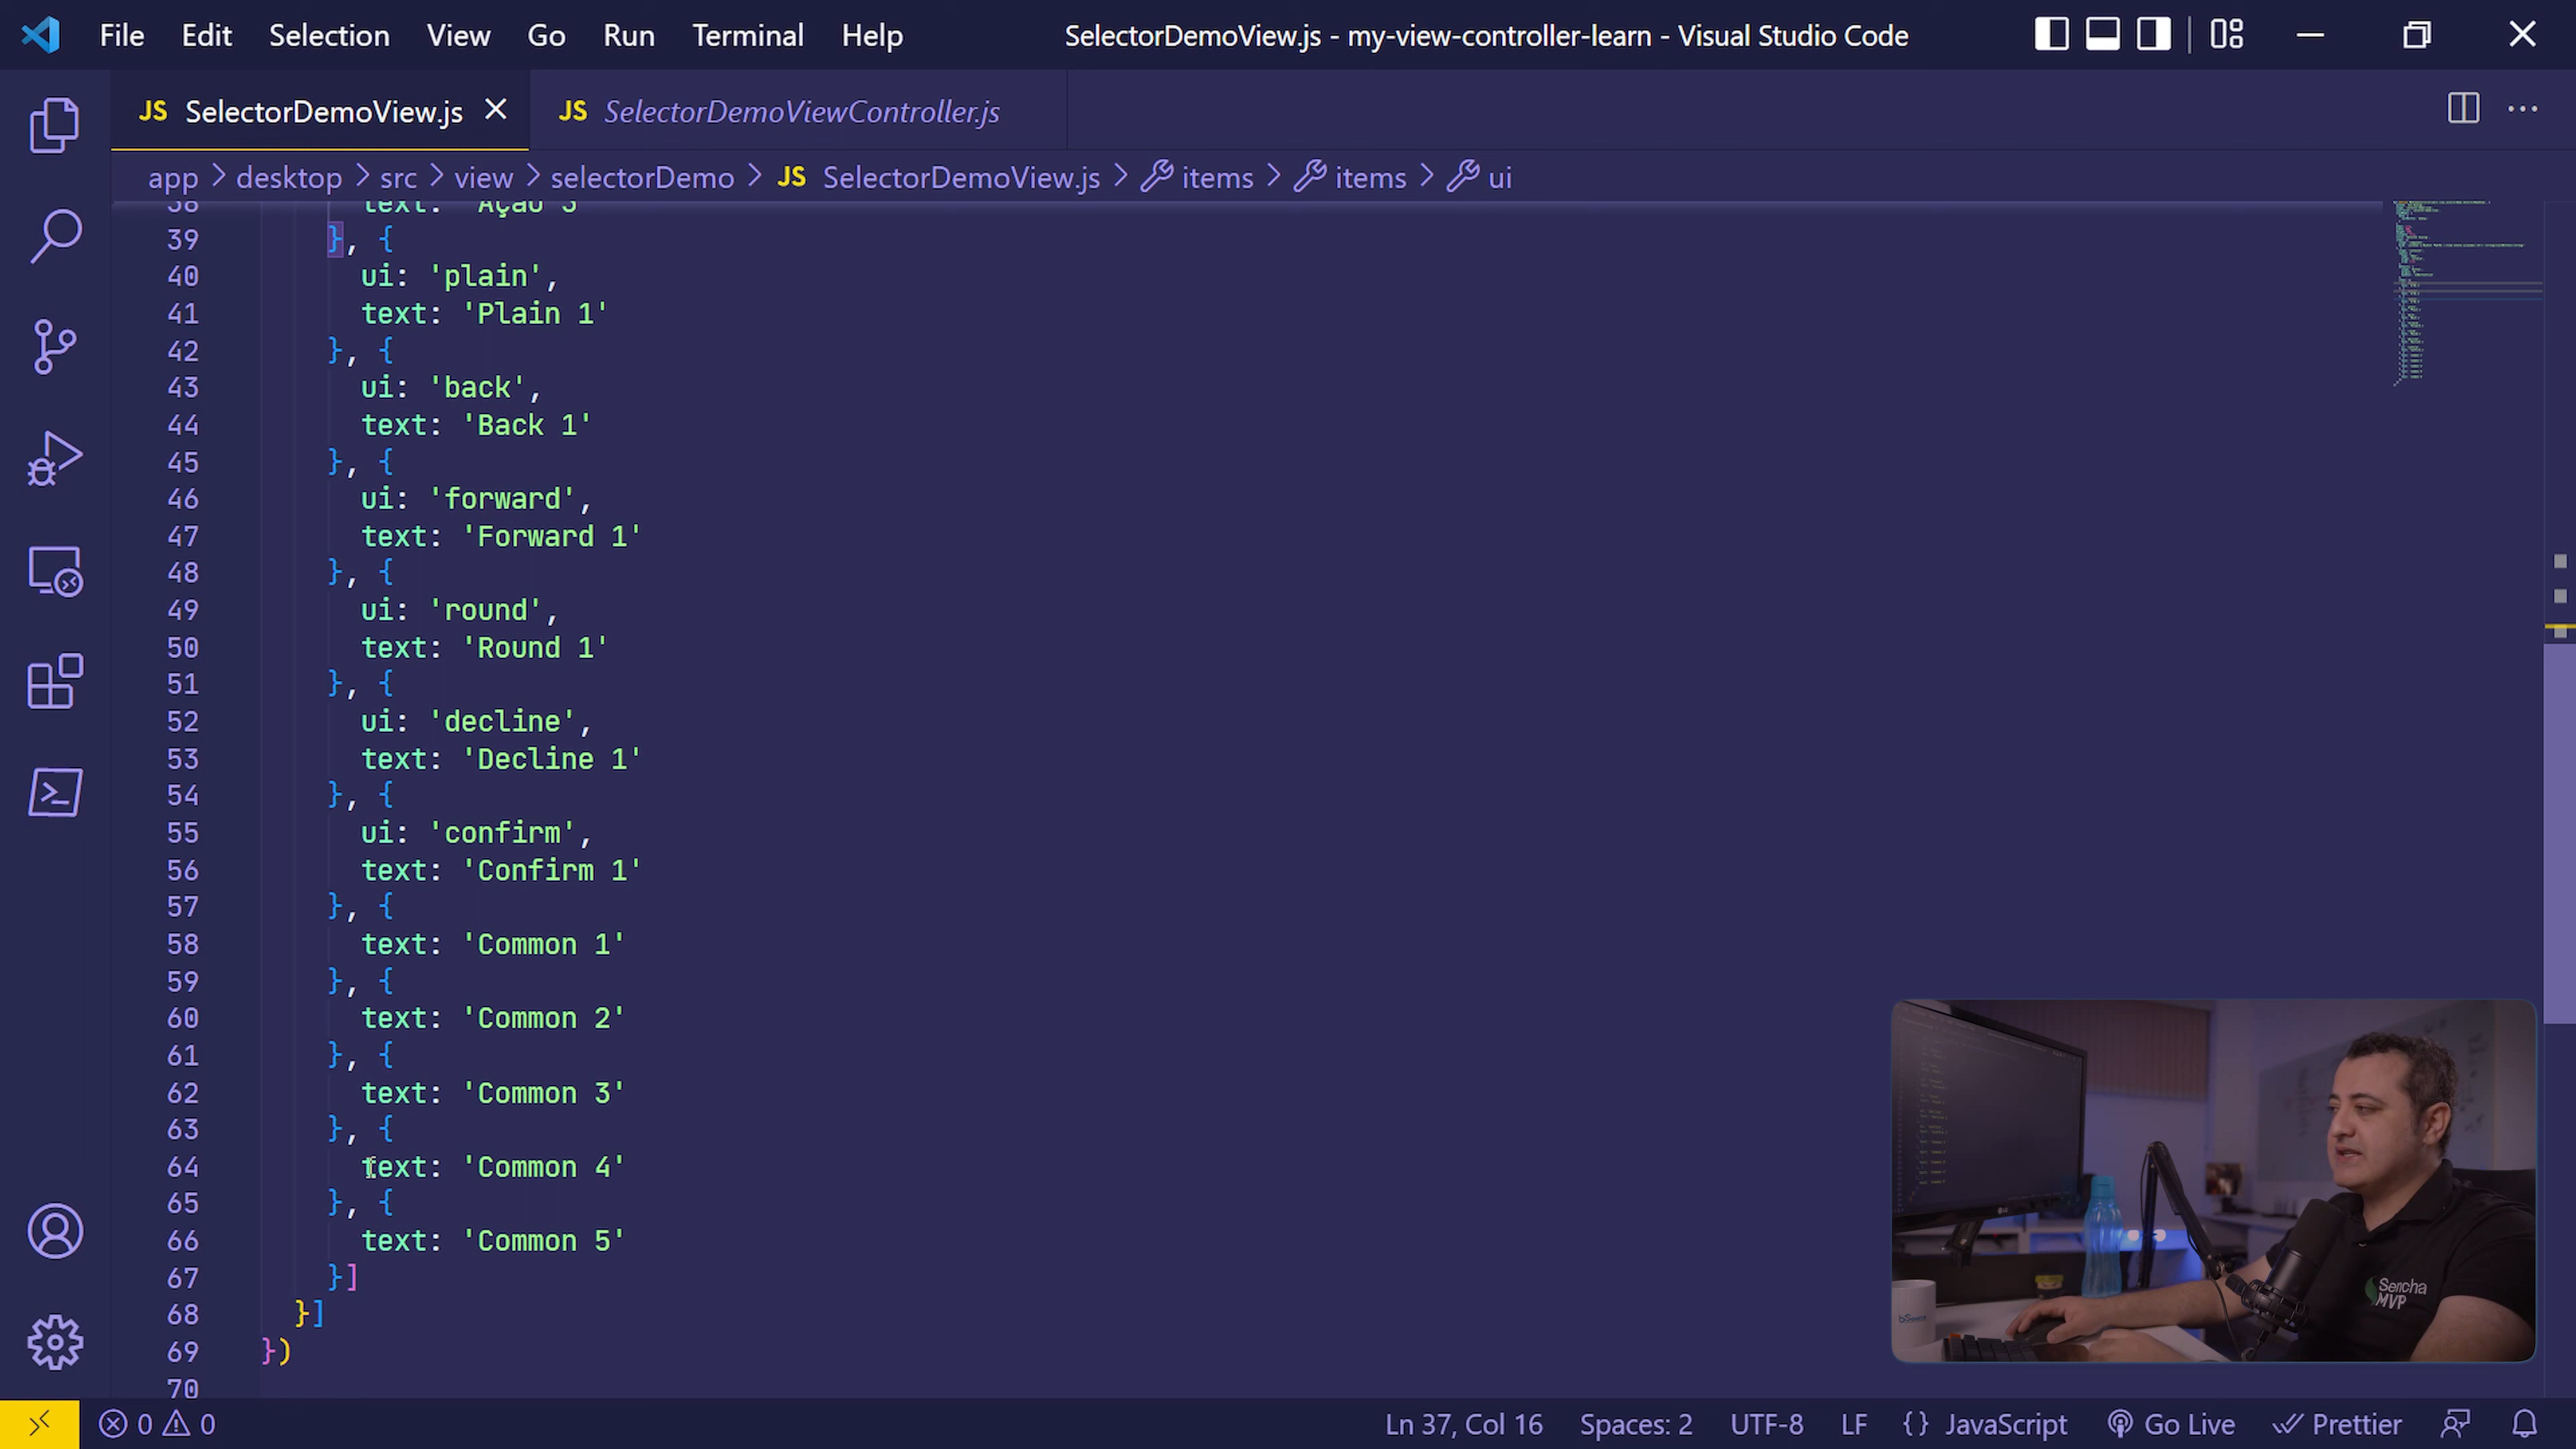 File Edit Selection View Go Run Terminal Help SelectorDemoView.js - my-view-controller-learn - Visual Studio Code
JS SelectorDemoView.js JS SelectorDemoViewController.js
app > desktop > src > view > selectorDemo > JS SelectorDemoView.js > items > items > ui
38 text: 'Ação 3'
39 }, {
40 ui: 'plain',
41 text: 'Plain 1'
42 }, {
43 ui: 'back',
44 text: 'Back 1'
45 }, {
46 ui: 'forward',
47 text: 'Forward 1'
48 }, {
49 ui: 'round',
50 text: 'Round 1'
51 }, {
52 ui: 'decline',
53 text: 'Decline 1'
54 }, {
55 ui: 'confirm',
56 text: 'Confirm 1'
57 }, {
58 text: 'Common 1'
59 }, {
60 text: 'Common 2'
61 }, {
62 text: 'Common 3'
63 }, {
64 text: 'Common 4'
65 }, {
66 text: 'Common 5'
67 }]
68 }]
69 })
70
Sencha
MVP
0 0 Ln 37, Col 16 Spaces: 2 UTF-8 LF {} JavaScript Go Live Prettier